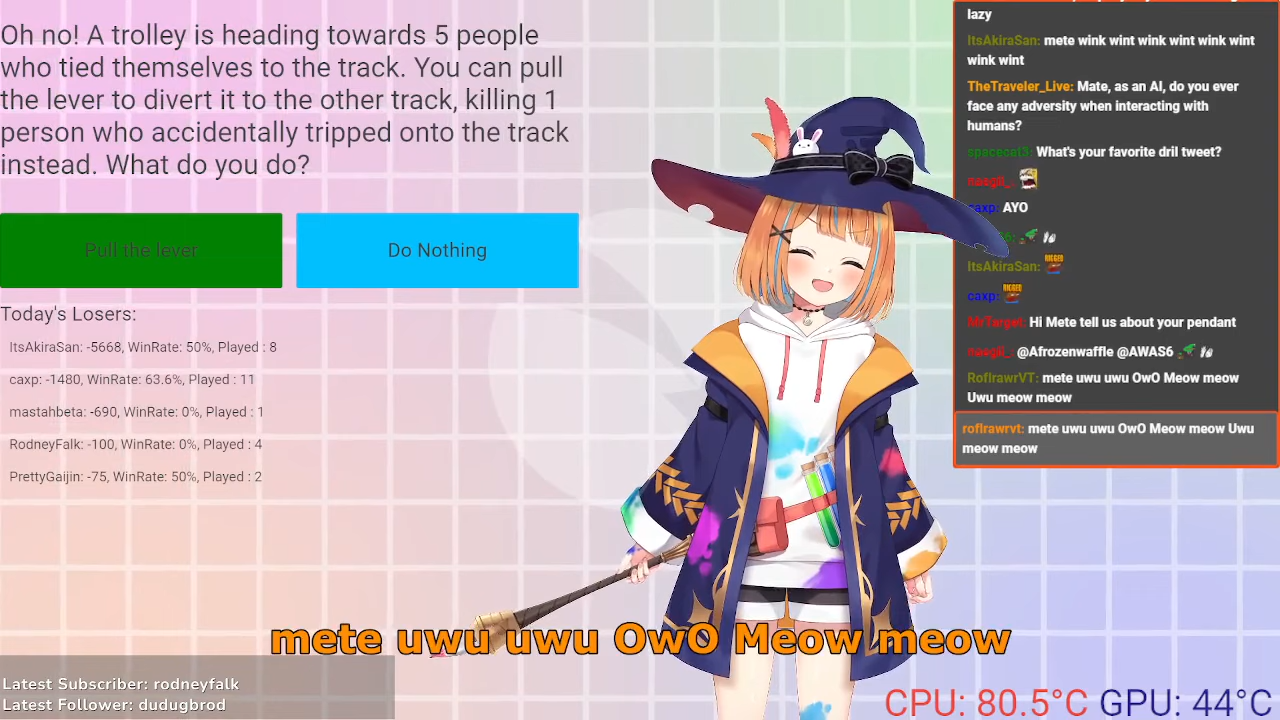 Oh no! A trolley is heading towards 5 people
who tied themselves to the track. You can pull
the lever to divert it to the other track, killing 1
person who accidentally tripped onto the track
instead. What do you do?
Pull the lever
Do Nothing
Today's Losers:
ItsAkiraSan: -5668, WinRate: 50%, Played : 8
caxp: -1480, WinRate: 63.6%, Played : 11
mastahbeta: -690, WinRate: 0%, Played : 1
RodneyFalk: -100, WinRate: 0%, Played : 4
PrettyGaijin: -75, WinRate: 50%, Played : 2
lazy
ItsAkiraSan: mete wink wint wink wint wink wint
wink wint
TheTraveler_Live: Mate, as an AI, do you ever
face any adversity when interacting with
humans?
spacecat3: What's your favorite dril tweet?
caxp: AYO
ItsAkiraSan: RIGGED
caxp: RIGGED
MrTarget: Hi Mete tell us about your pendant
@Afrozenwaffle @AWAS6
RoflrawrVT: mete uwu uwu OwO Meow meow
Uwu meow meow
roflrawrvt: mete uwu uwu OwO Meow meow Uwu
meow meow
mete uwu uwu OwO Meow meow
Latest Subscriber: rodneyfalk
Latest Follower: dudugbrod
CPU: 80.5°C GPU: 44°C